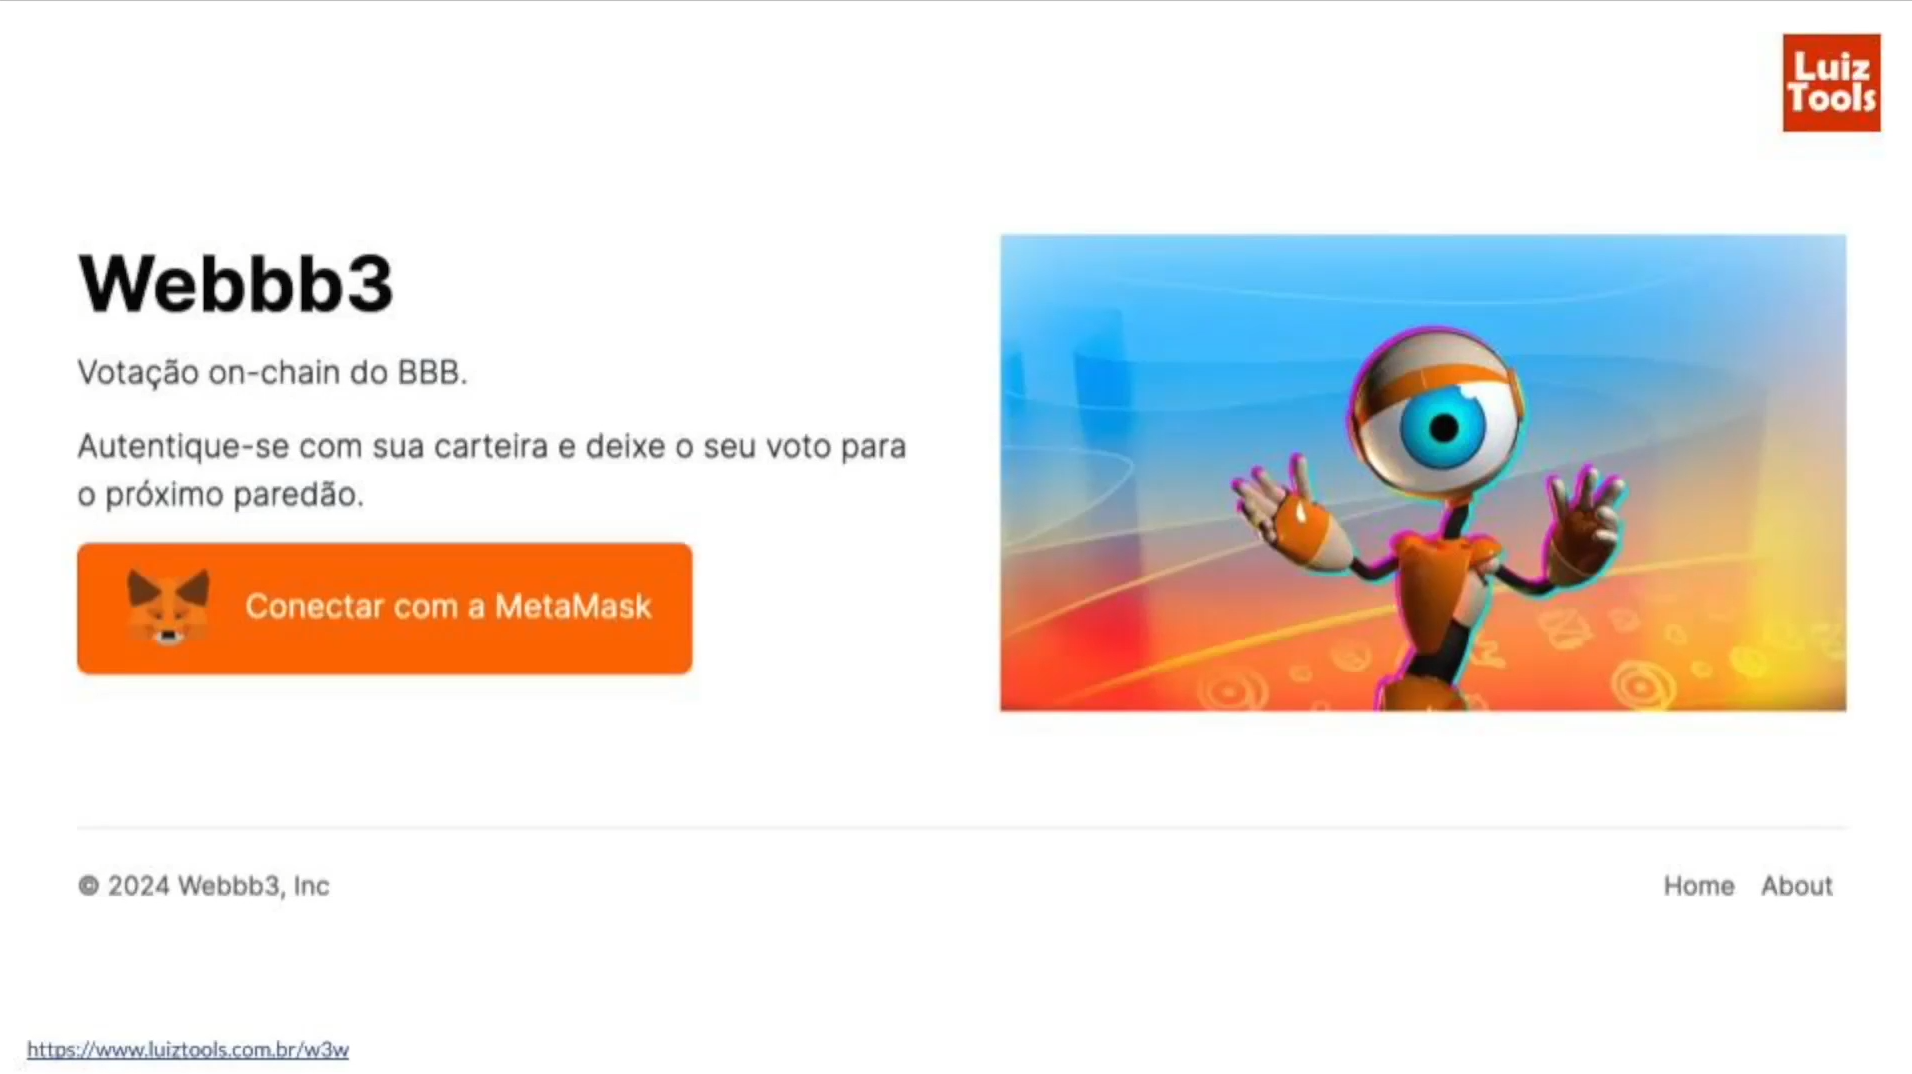 Luiz
Tools
Webbb3
Votação on-chain do BBB.
Autentique-se com sua carteira e deixe o seu voto para
o próximo paredão.
Conectar com a MetaMask
© 2024 Webbb3, Inc
Home About
https://www.luiztools.com.br/w3w